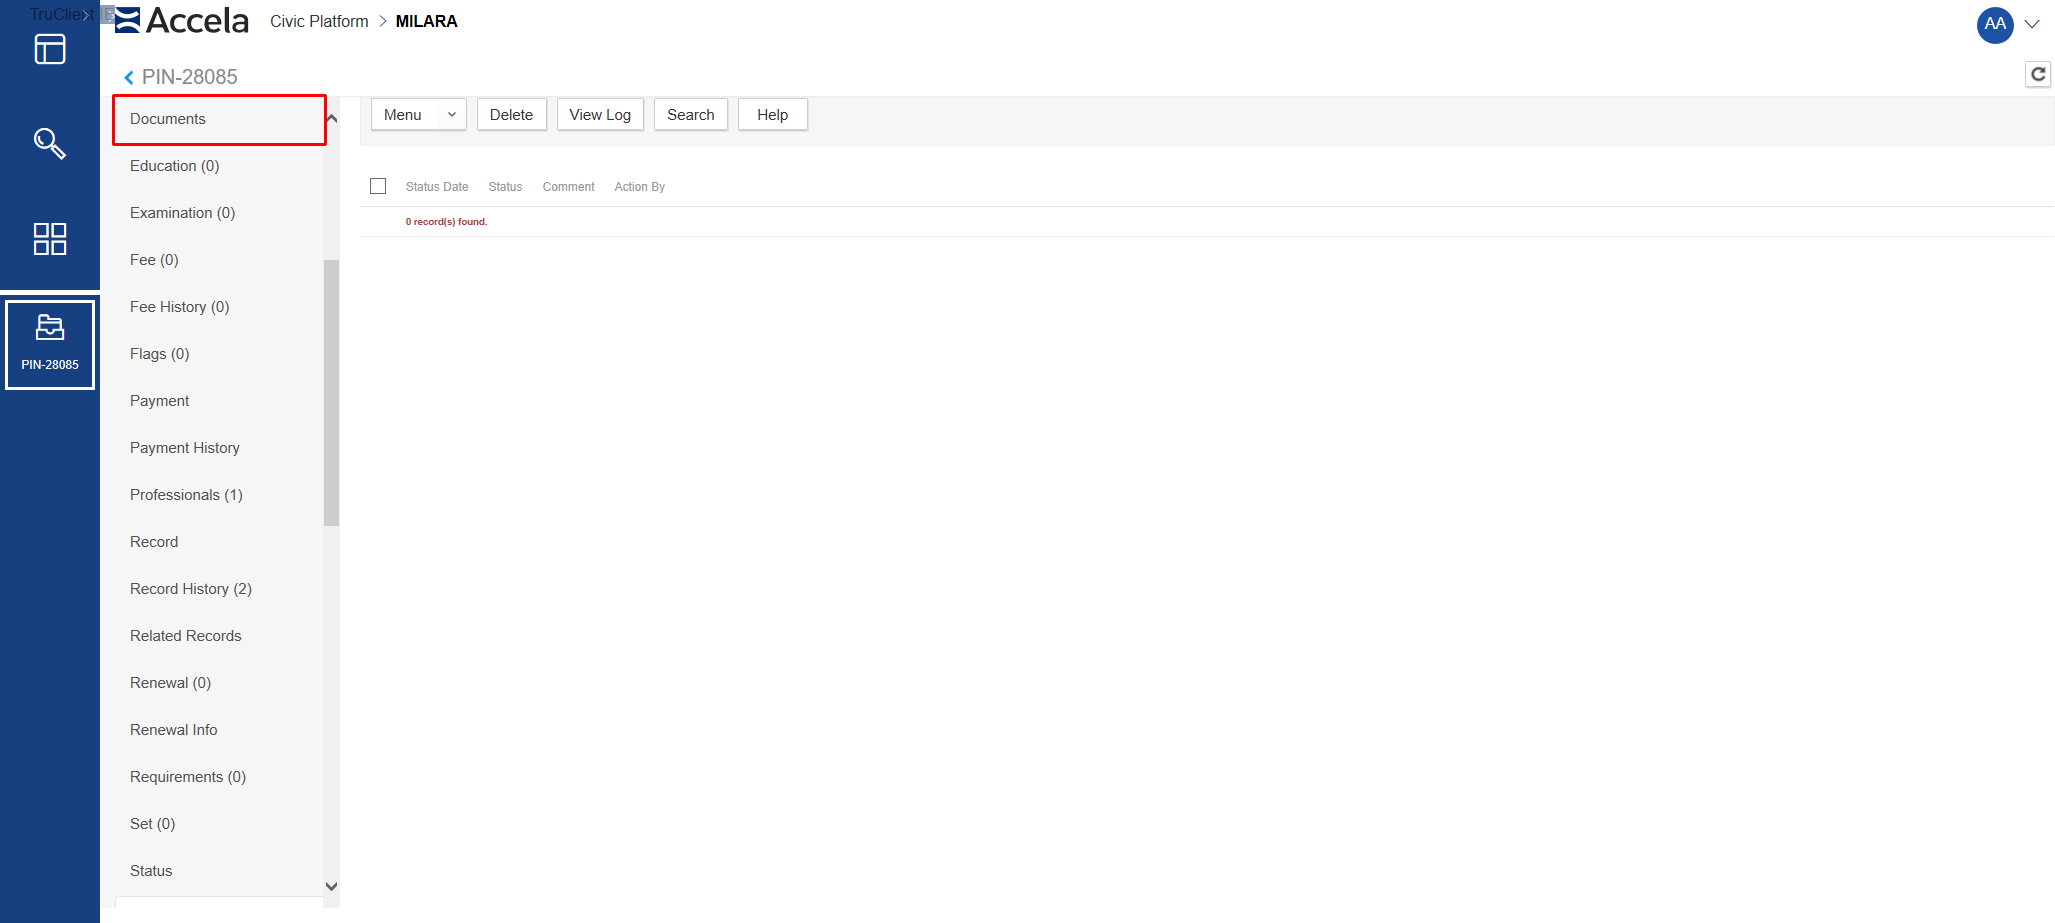 TruClient
Accela
Civic Platform > MILARA
AA
PIN-28085
Documents
Education (0)
Examination (0)
Fee (0)
Fee History (0)
Flags (0)
Payment
Payment History
Professionals (1)
Record
Record History (2)
Related Records
Renewal (0)
Renewal Info
Requirements (0)
Set (0)
Status
PIN-28085
Menu Delete View Log Search Help
Status Date Status Comment Action By
0 record(s) found.